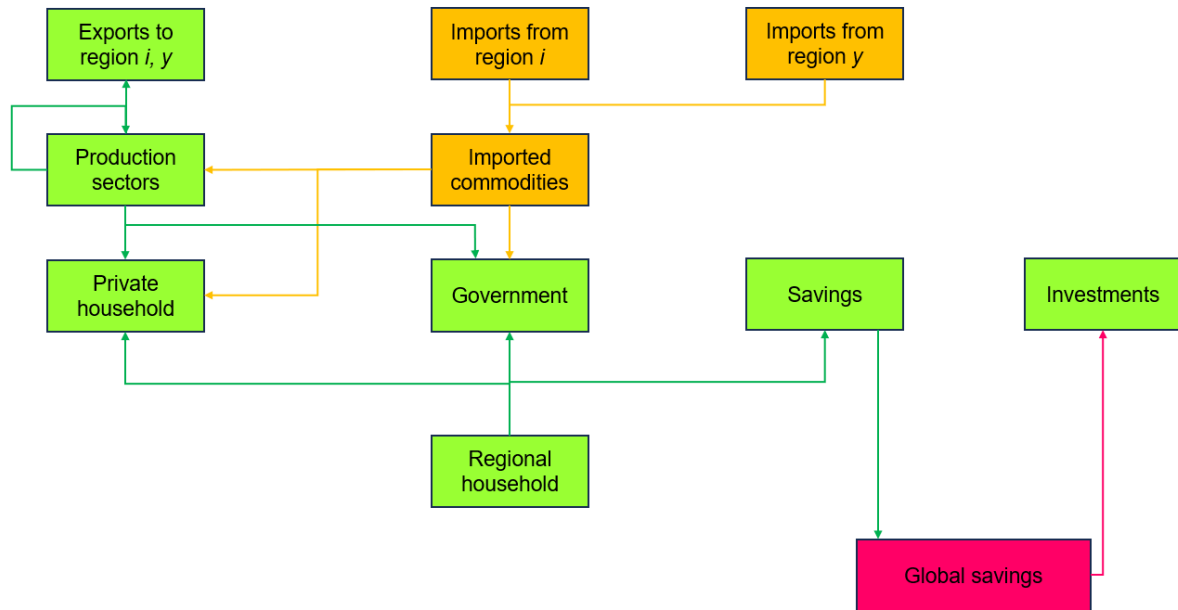 Exports to
region i, y
Imports from
region i
Imports from
region y
Production
sectors
Imported
commodities
Private
household
Government
Savings
Investments
Regional
household
Global savings